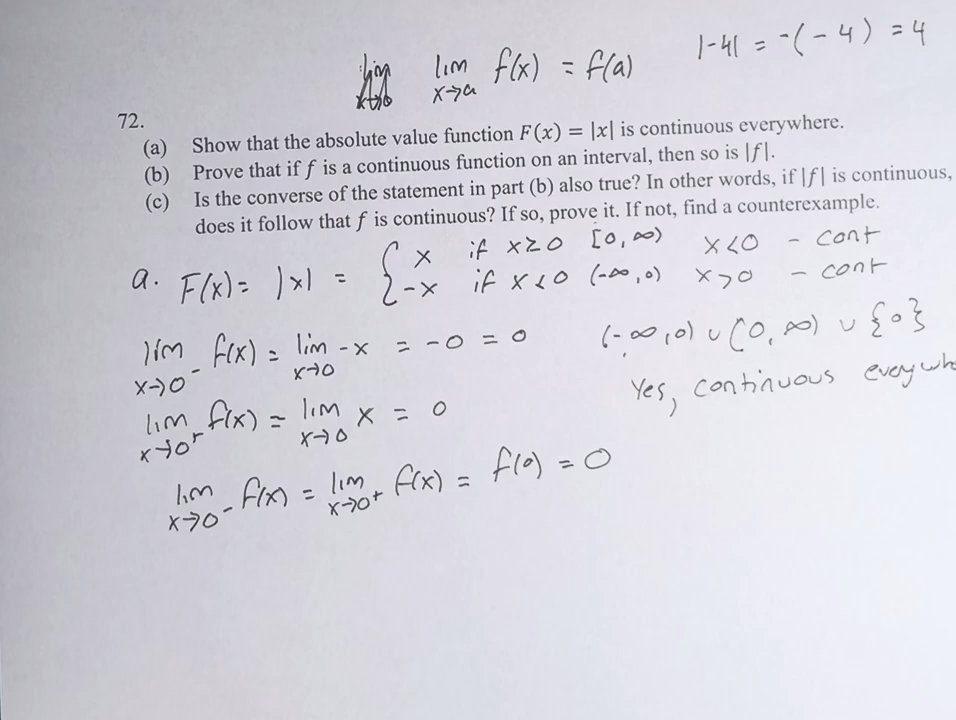 lim x→a f(x) = f(a)
|-4| = -(-4) = 4
72.
(a) Show that the absolute value function F(x) = |x| is continuous everywhere.
(b) Prove that if f is a continuous function on an interval, then so is |f|.
(c) Is the converse of the statement in part (b) also true? In other words, if |f| is continuous,
does it follow that f is continuous? If so, prove it. If not, find a counterexample.
a. F(x) = |x| = { x if x≥0 [0,∞)
-x if x<0 (-∞,0)
x<0 - cont
x>0 - cont
lim x→0⁻ f(x) = lim x→0 -x = -0 = 0
(-∞,0) ∪ (0,∞) ∪ {0}
Yes, continuous everywhe
lim x→0⁺ f(x) = lim x→0 x = 0
lim x→0⁻ f(x) = lim x→0⁺ f(x) = f(0) = 0